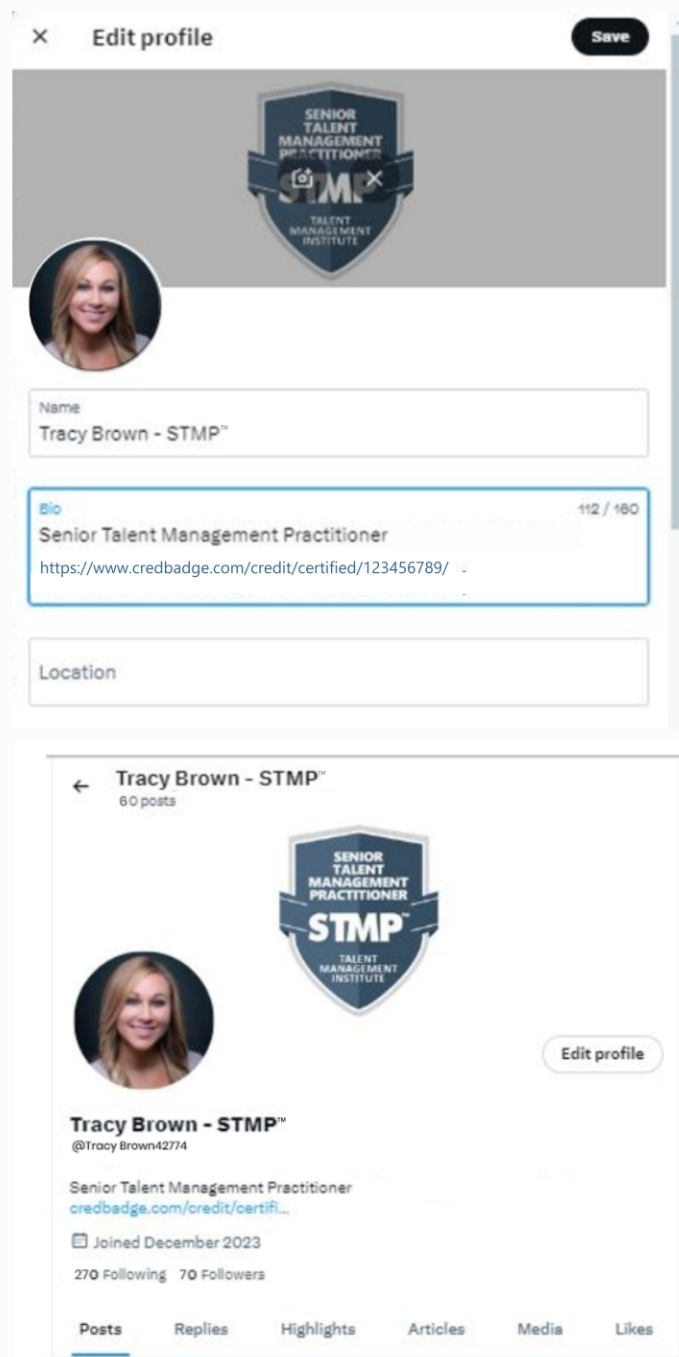 Edit profile
Save
SENIOR
TALENT
MANAGEMENT
PRACTITIONER
STMP
TALENT
MANAGEMENT
INSTITUTE
Name
Tracy Brown - STMP™
Bio
112 / 160
Senior Talent Management Practitioner
https://www.credbadge.com/credit/certified/123456789/
Location
Tracy Brown - STMP™
60 posts
SENIOR
TALENT
MANAGEMENT
PRACTITIONER
STMP™
TALENT
MANAGEMENT
INSTITUTE
Edit profile
Tracy Brown - STMP™
@Tracy Brown42774
Senior Talent Management Practitioner
credbadge.com/credit/certifi...
Joined December 2023
270 Following 70 Followers
Posts Replies Highlights Articles Media Likes